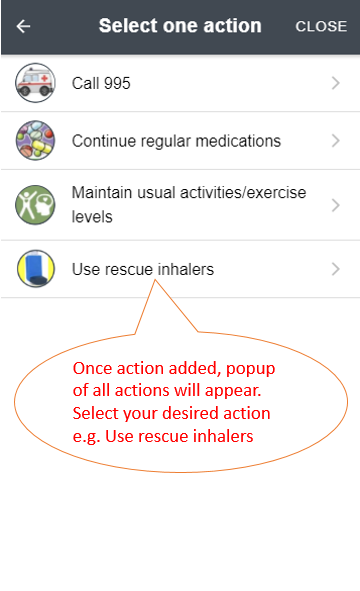 Select one action CLOSE
Call 995
Continue regular medications
Maintain usual activities/exercise
levels
Use rescue inhalers
Once action added, popup
of all actions will appear.
Select your desired action
e.g. Use rescue inhalers